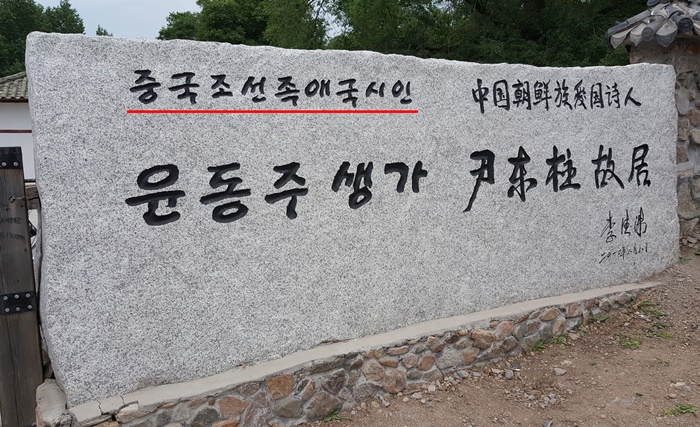 중국조선족애국시인 中国朝鲜族爱国诗人
윤동주생가 尹东柱故居